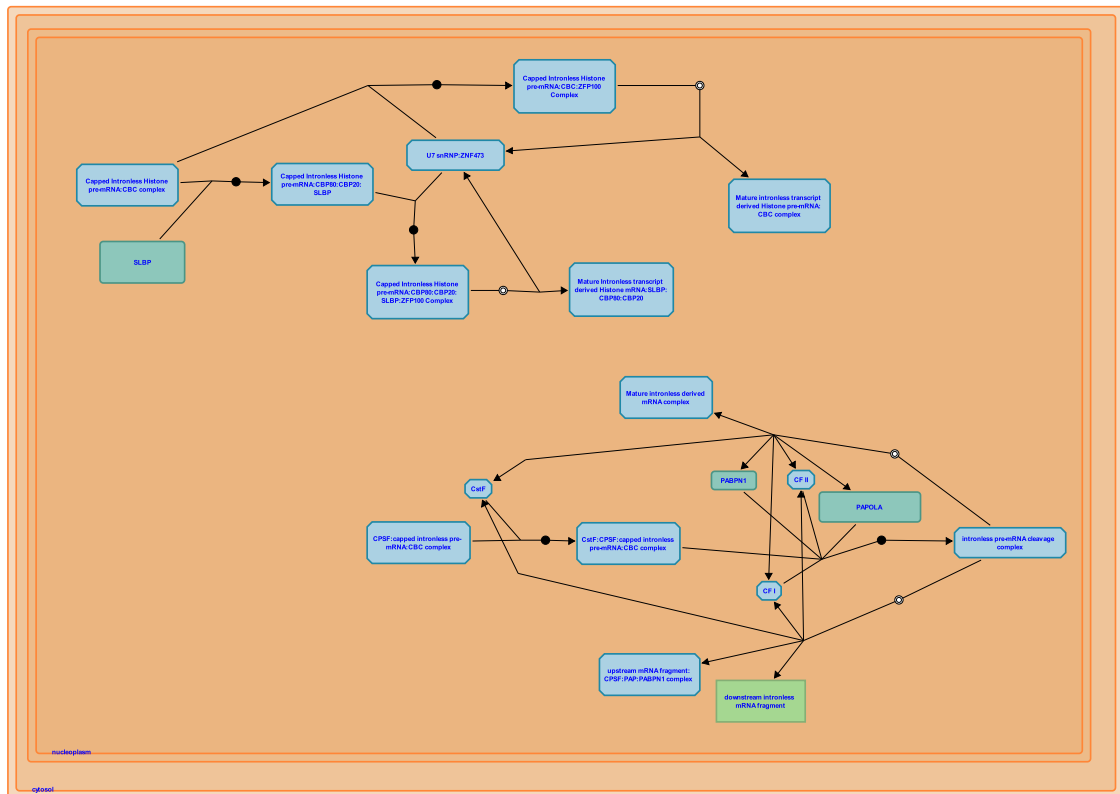 Capped Intronless Histone
pre-mRNA:CBC:ZFP100
Complex
U7 snRNP:ZNF473
Capped Intronless Histone
pre-mRNA:CBC complex
Capped Intronless Histone
pre-mRNA:CBP80:CBP20:
SLBP
Mature intronless transcript
derived Histone pre-mRNA:
CBC complex
SLBP
Capped Intronless Histone
pre-mRNA:CBP80:CBP20:
SLBP:ZFP100 Complex
Mature Intronless transcript
derived Histone mRNA:SLBP:
CBP80:CBP20
Mature intronless derived
mRNA complex
PABPN1
CF II
CstF
PAPOLA
CPSF:capped intronless pre-
mRNA:CBC complex
CstF:CPSF:capped intronless
pre-mRNA:CBC complex
intronless pre-mRNA cleavage
complex
CF I
upstream mRNA fragment:
CPSF:PAP:PABPN1 complex
downstream intronless
mRNA fragment
nucleoplasm
cytosol